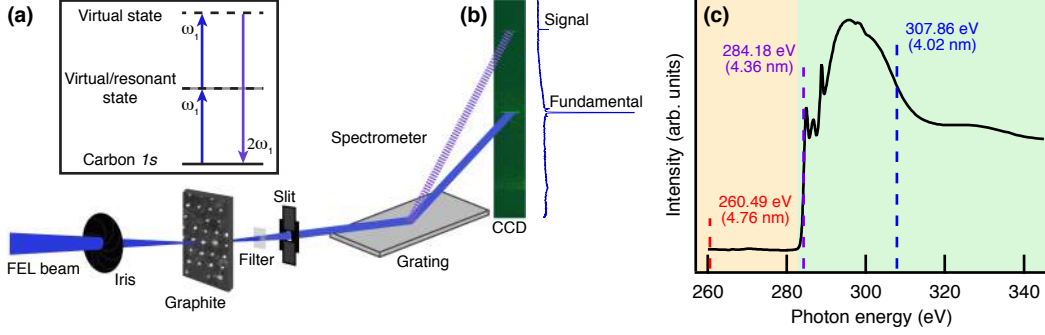 (a)
Virtual state
ω1
Virtual/resonant
state
ω1
2ω1
Carbon 1s
FEL beam
Iris
Graphite
Filter
Slit
Spectrometer
Grating
CCD
(b)
Signal
Fundamental
(c)
307.86 eV
(4.02 nm)
284.18 eV
(4.36 nm)
260.49 eV
(4.76 nm)
Intensity (arb. units)
260
280
300
320
340
Photon energy (eV)